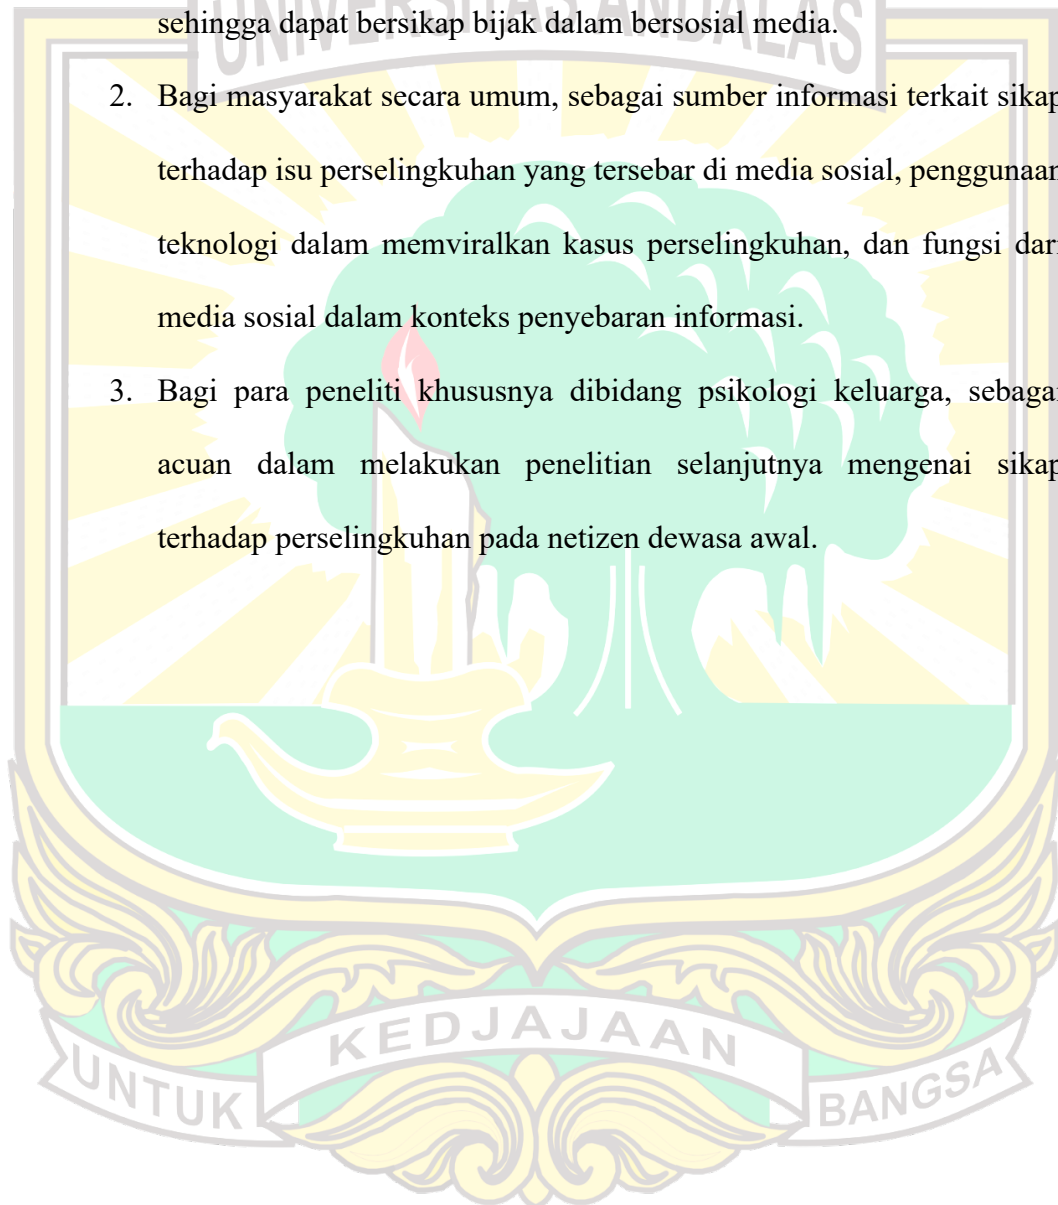 UNIVERSITAS ANDALAS
sehingga dapat bersikap bijak dalam bersosial media.
2. Bagi masyarakat secara umum, sebagai sumber informasi terkait sikap
terhadap isu perselingkuhan yang tersebar di media sosial, penggunaan
teknologi dalam memviralkan kasus perselingkuhan, dan fungsi dari
media sosial dalam konteks penyebaran informasi.
3. Bagi para peneliti khususnya dibidang psikologi keluarga, sebagai
acuan dalam melakukan penelitian selanjutnya mengenai sikap
terhadap perselingkuhan pada netizen dewasa awal.
UNTUK KEDJAJAAN BANGSA